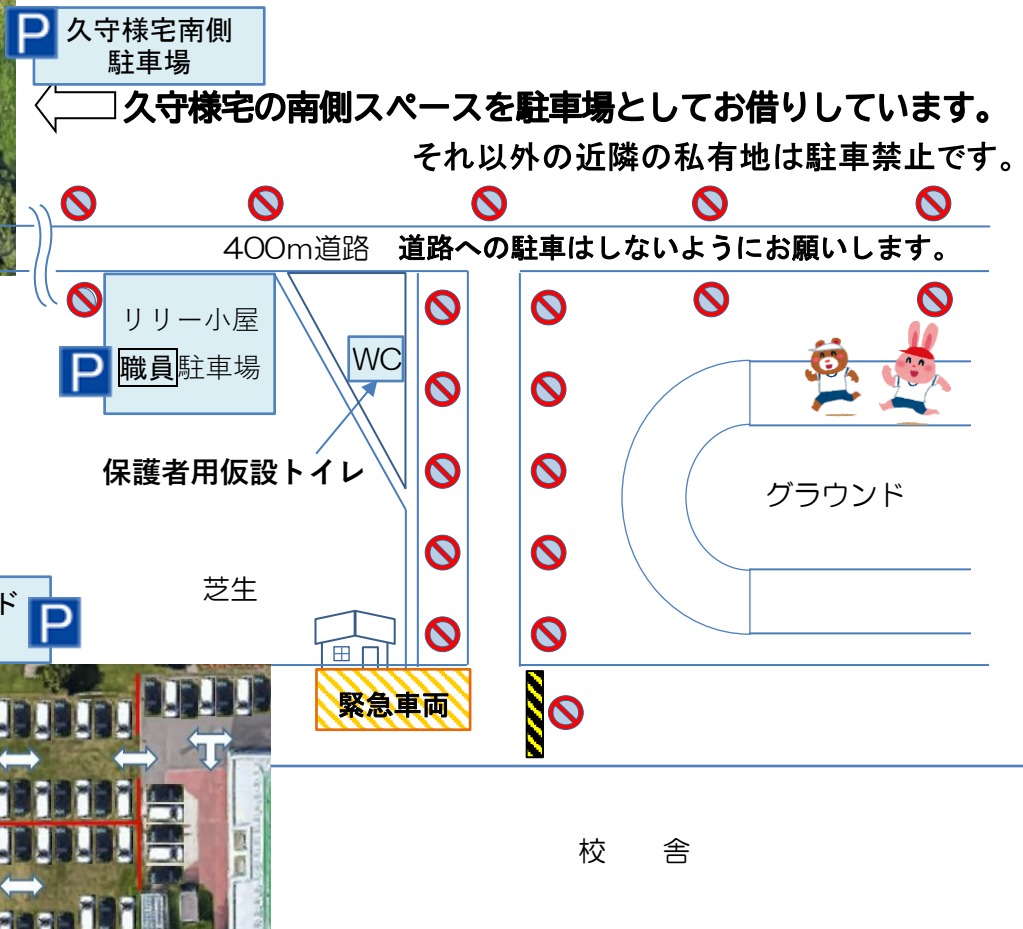 P
久守様宅南側
駐車場
久守様宅の南側スペースを駐車場としてお借りしています。
それ以外の近隣の私有地は駐車禁止です。
400m道路 道路への駐車はしないようにお願いします。
リリー小屋
P 職員駐車場
WC
保護者用仮設トイレ
グラウンド
芝生
ド
P
緊急車両
校 舎